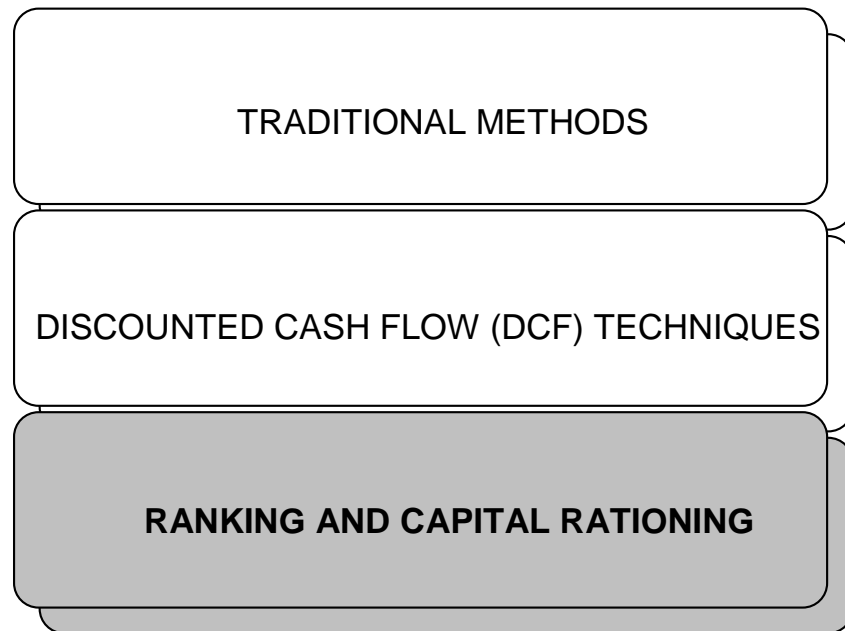 TRADITIONAL METHODS
DISCOUNTED CASH FLOW (DCF) TECHNIQUES
RANKING AND CAPITAL RATIONING